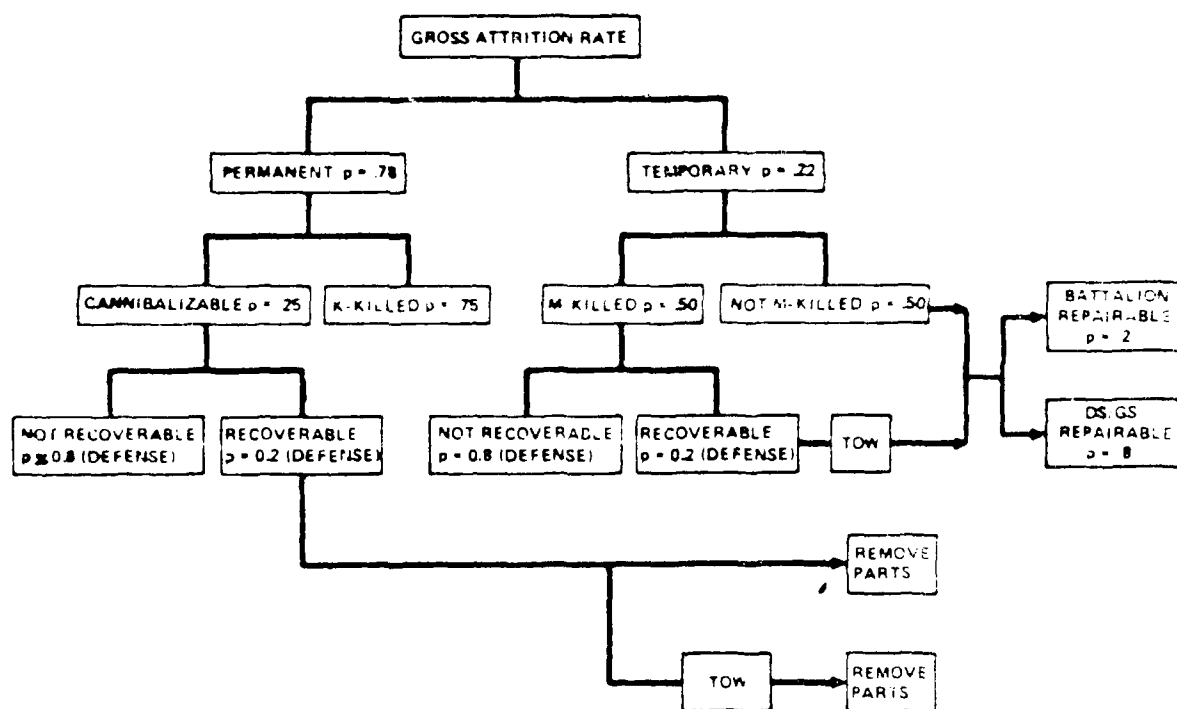 GROSS ATTRITION RATE
PERMANENT p = .78
TEMPORARY p = .22
CANNIBALIZABLE p = .25
K-KILLED p = .75
M-KILLED p = .50
NOT M-KILLED p = .50
BATTALION
REPAIRABLE
p = .2
NOT RECOVERABLE
p = 0.8 (DEFENSE)
RECOVERABLE
p = 0.2 (DEFENSE)
NOT RECOVERABLE
p = 0.8 (DEFENSE)
RECOVERABLE
p = 0.2 (DEFENSE)
TOW
DS/GS
REPAIRABLE
p = .8
REMOVE
PARTS
TOW
REMOVE
PARTS